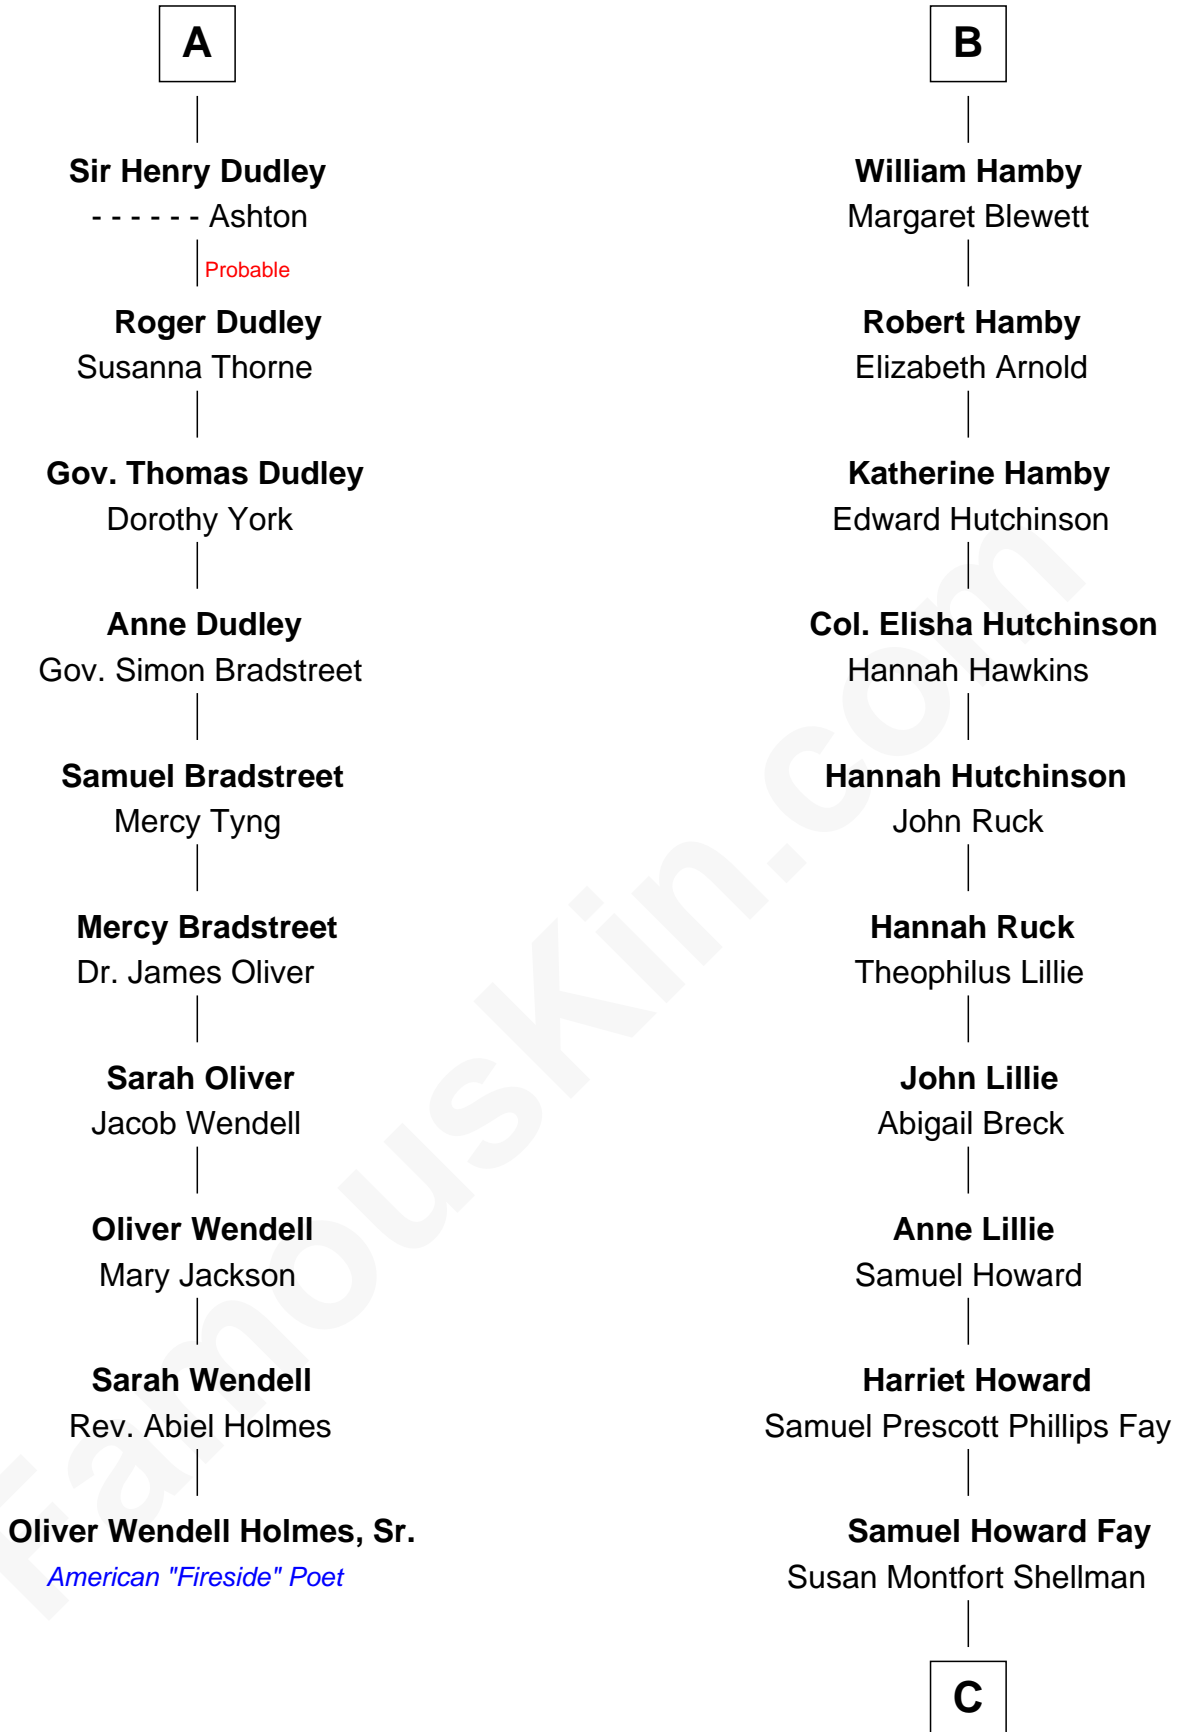 A
Sir Henry Dudley
- - - - - - Ashton
Probable
Roger Dudley
Susanna Thorne
Gov. Thomas Dudley
Dorothy York
Anne Dudley
Gov. Simon Bradstreet
Samuel Bradstreet
Mercy Tyng
Mercy Bradstreet
Dr. James Oliver
Sarah Oliver
Jacob Wendell
Oliver Wendell
Mary Jackson
Sarah Wendell
Rev. Abiel Holmes
Oliver Wendell Holmes, Sr.
American "Fireside" Poet
B
William Hamby
Margaret Blewett
Robert Hamby
Elizabeth Arnold
Katherine Hamby
Edward Hutchinson
Col. Elisha Hutchinson
Hannah Hawkins
Hannah Hutchinson
John Ruck
Hannah Ruck
Theophilus Lillie
John Lillie
Abigail Breck
Anne Lillie
Samuel Howard
Harriet Howard
Samuel Prescott Phillips Fay
Samuel Howard Fay
Susan Montfort Shellman
C
FamousKin.com